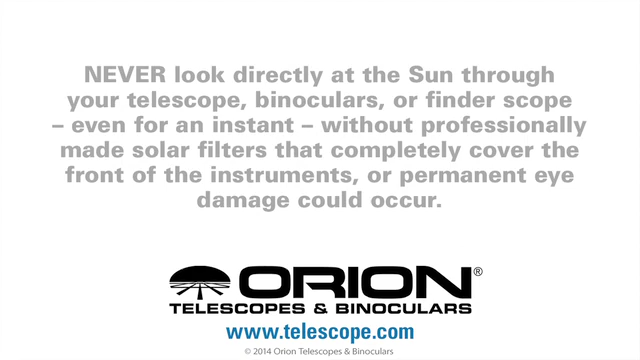 NEVER look directly at the Sun through
your telescope, binoculars, or finder scope
– even for an instant – without professionally
made solar filters that completely cover the
front of the instruments, or permanent eye
damage could occur.
ORION®
TELESCOPES & BINOCULARS
www.telescope.com
© 2014 Orion Telescopes & Binoculars